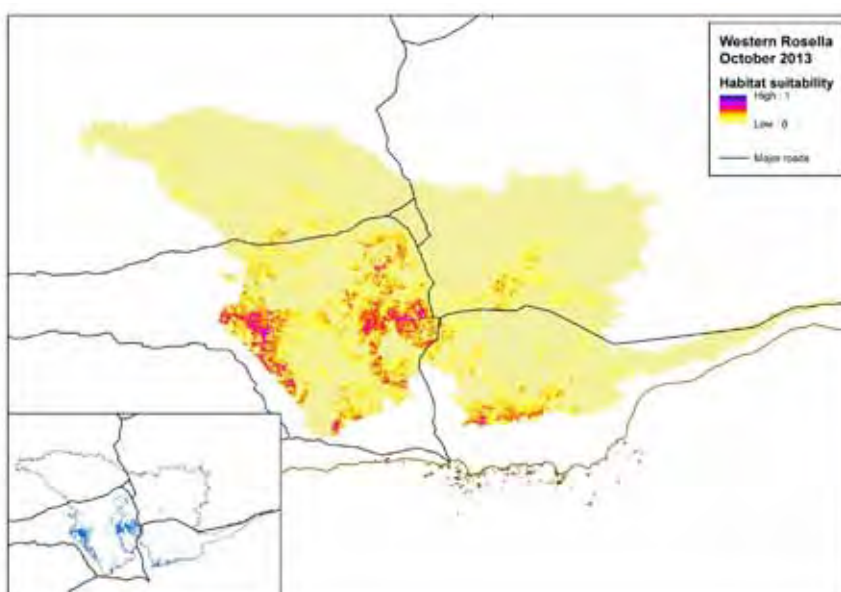 Western Rosella
October 2013
Habitat suitability
High : 1
Low : 0
Major roads